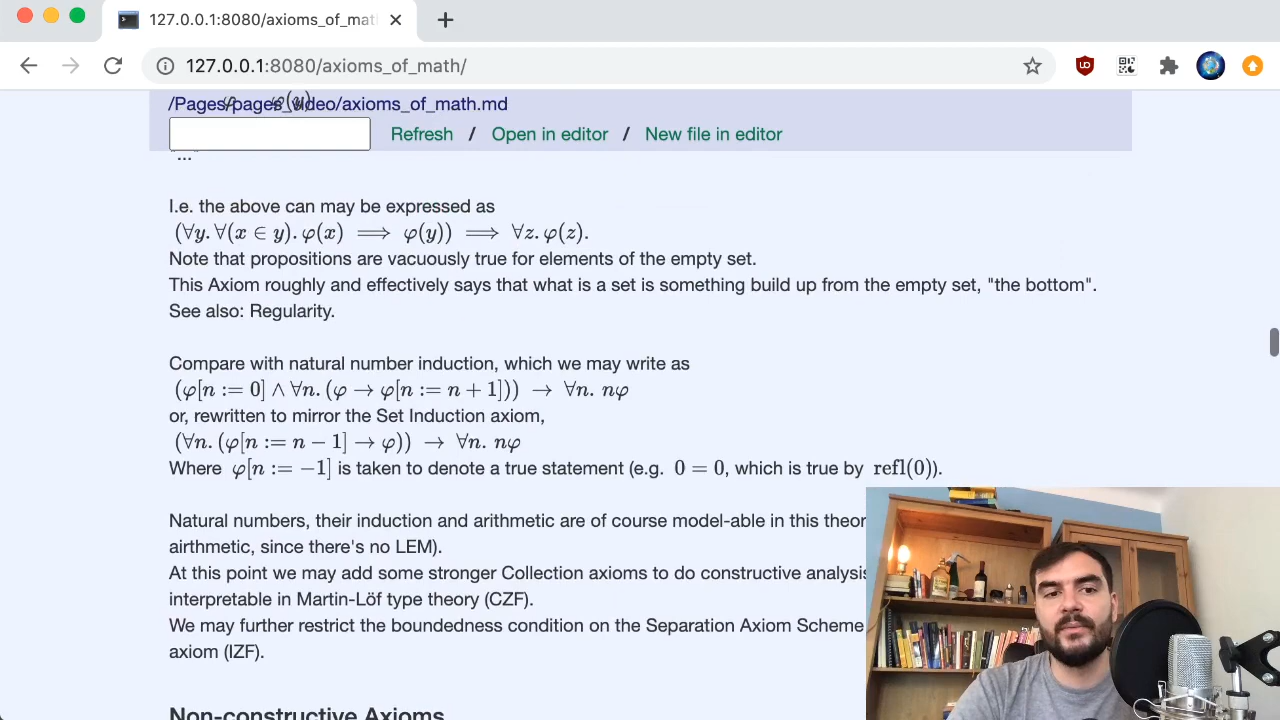 127.0.0.1:8080/axioms_of_mat
127.0.0.1:8080/axioms_of_math/
φ φ(y)
/Pages/pages_video/axioms_of_math.md
Refresh / Open in editor / New file in editor
"..."
I.e. the above can may be expressed as
(∀y. ∀(x ∈ y). φ(x) ⟹ φ(y)) ⟹ ∀z. φ(z).
Note that propositions are vacuously true for elements of the empty set.
This Axiom roughly and effectively says that what is a set is something build up from the empty set, "the bottom".
See also: Regularity.
Compare with natural number induction, which we may write as
(φ[n := 0] ∧ ∀n. (φ → φ[n := n + 1])) → ∀n. nφ
or, rewritten to mirror the Set Induction axiom,
(∀n. (φ[n := n − 1] → φ)) → ∀n. nφ
Where φ[n := −1] is taken to denote a true statement (e.g. 0 = 0, which is true by refl(0)).
Natural numbers, their induction and arithmetic are of course model-able in this theor
airthmetic, since there's no LEM).
At this point we may add some stronger Collection axioms to do constructive analysis
interpretable in Martin-Löf type theory (CZF).
We may further restrict the boundedness condition on the Separation Axiom Scheme
axiom (IZF).
Non-constructive Axioms